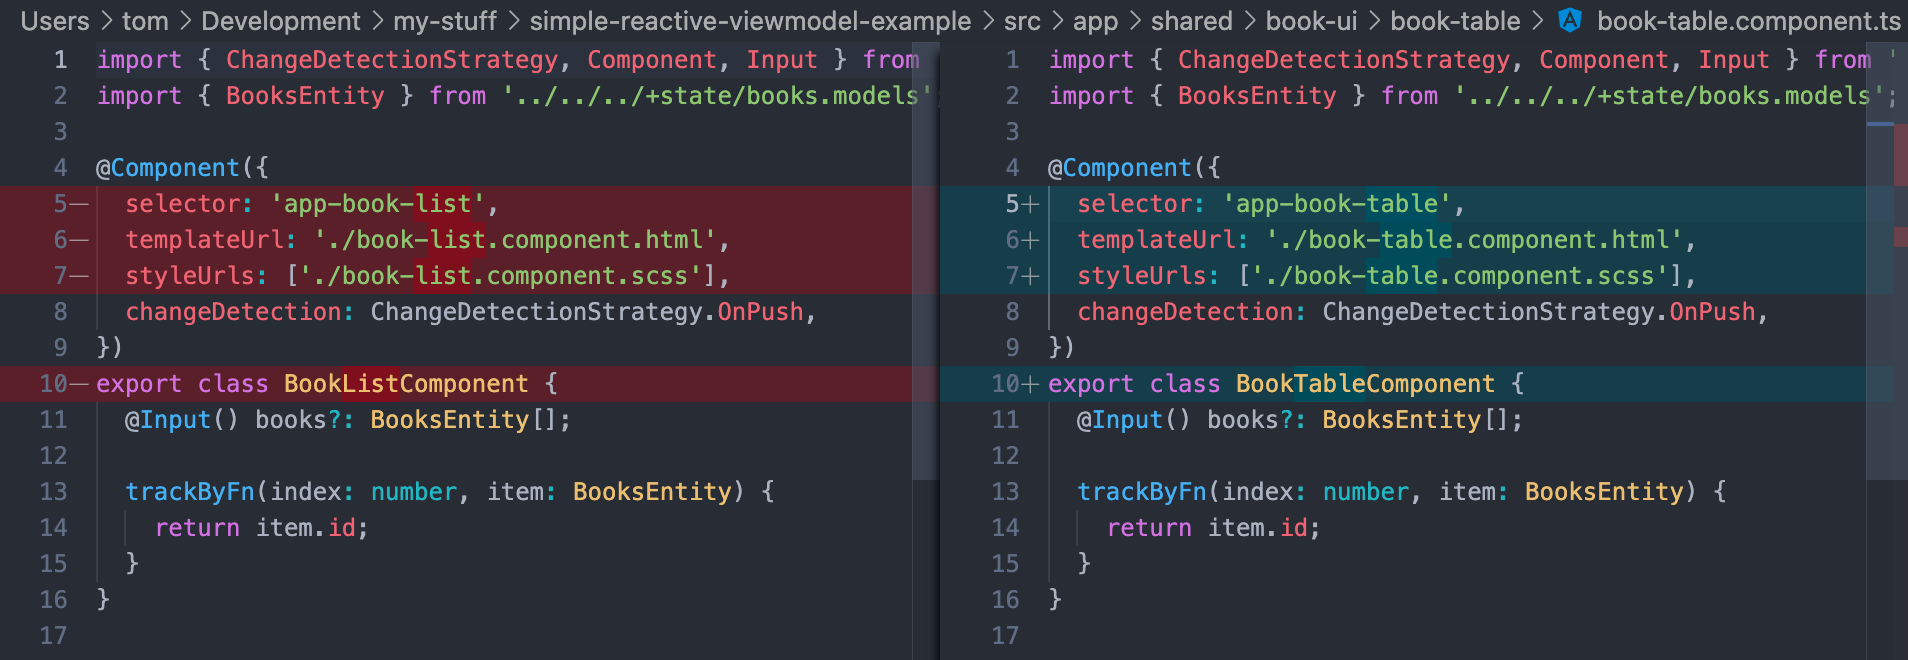 Users > tom > Development > my-stuff > simple-reactive-viewmodel-example > src > app > shared > book-ui > book-table > book-table.component.ts
1 import { ChangeDetectionStrategy, Component, Input } from
2 import { BooksEntity } from '../../../+state/books.models';
3
4 @Component({
5— selector: 'app-book-list',
6— templateUrl: './book-list.component.html',
7— styleUrls: ['./book-list.component.scss'],
8 changeDetection: ChangeDetectionStrategy.OnPush,
9 })
10— export class BookListComponent {
11 @Input() books?: BooksEntity[];
12
13 trackByFn(index: number, item: BooksEntity) {
14 return item.id;
15 }
16 }
17
1 import { ChangeDetectionStrategy, Component, Input } from '
2 import { BooksEntity } from '../../../+state/books.models';
3
4 @Component({
5+ selector: 'app-book-table',
6+ templateUrl: './book-table.component.html',
7+ styleUrls: ['./book-table.component.scss'],
8 changeDetection: ChangeDetectionStrategy.OnPush,
9 })
10+ export class BookTableComponent {
11 @Input() books?: BooksEntity[];
12
13 trackByFn(index: number, item: BooksEntity) {
14 return item.id;
15 }
16 }
17